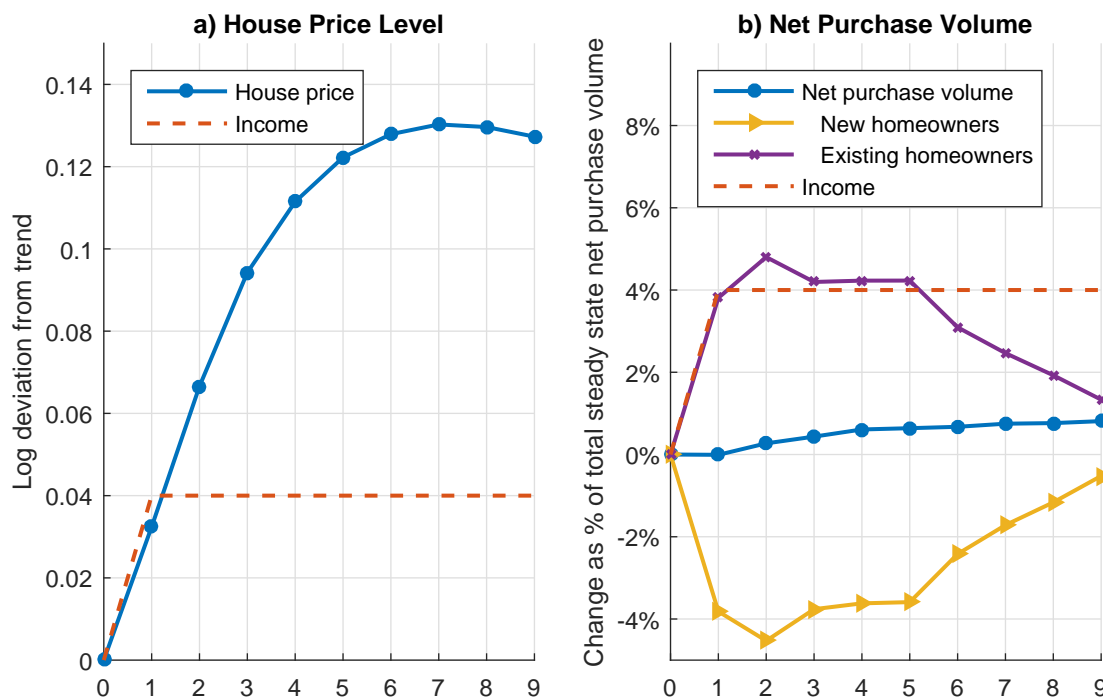 a) House Price Level
Log deviation from trend
0.14
0.12
0.1
0.08
0.06
0.04
0.02
0
House price
Income
0 1 2 3 4 5 6 7 8 9
b) Net Purchase Volume
Change as % of total steady state net purchase volume
8%
6%
4%
2%
0%
-2%
-4%
Net purchase volume
New homeowners
Existing homeowners
Income
0 1 2 3 4 5 6 7 8 9